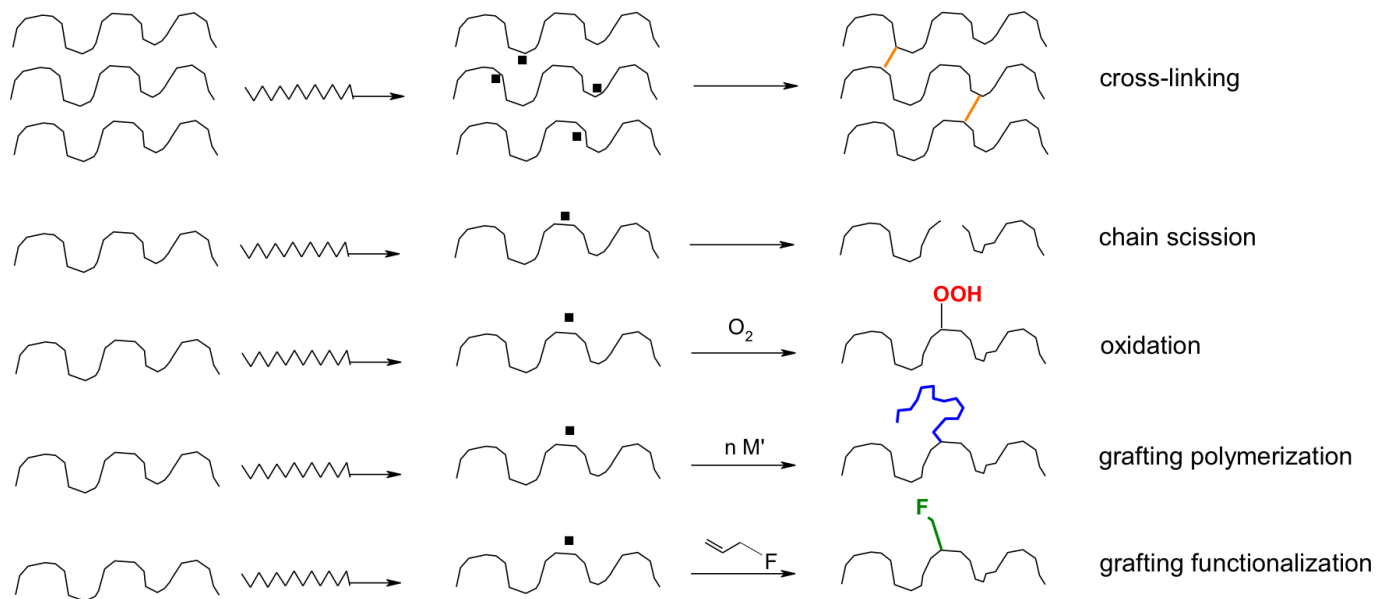 cross-linking
chain scission
OOH
O₂
oxidation
n M'
grafting polymerization
F
F
grafting functionalization